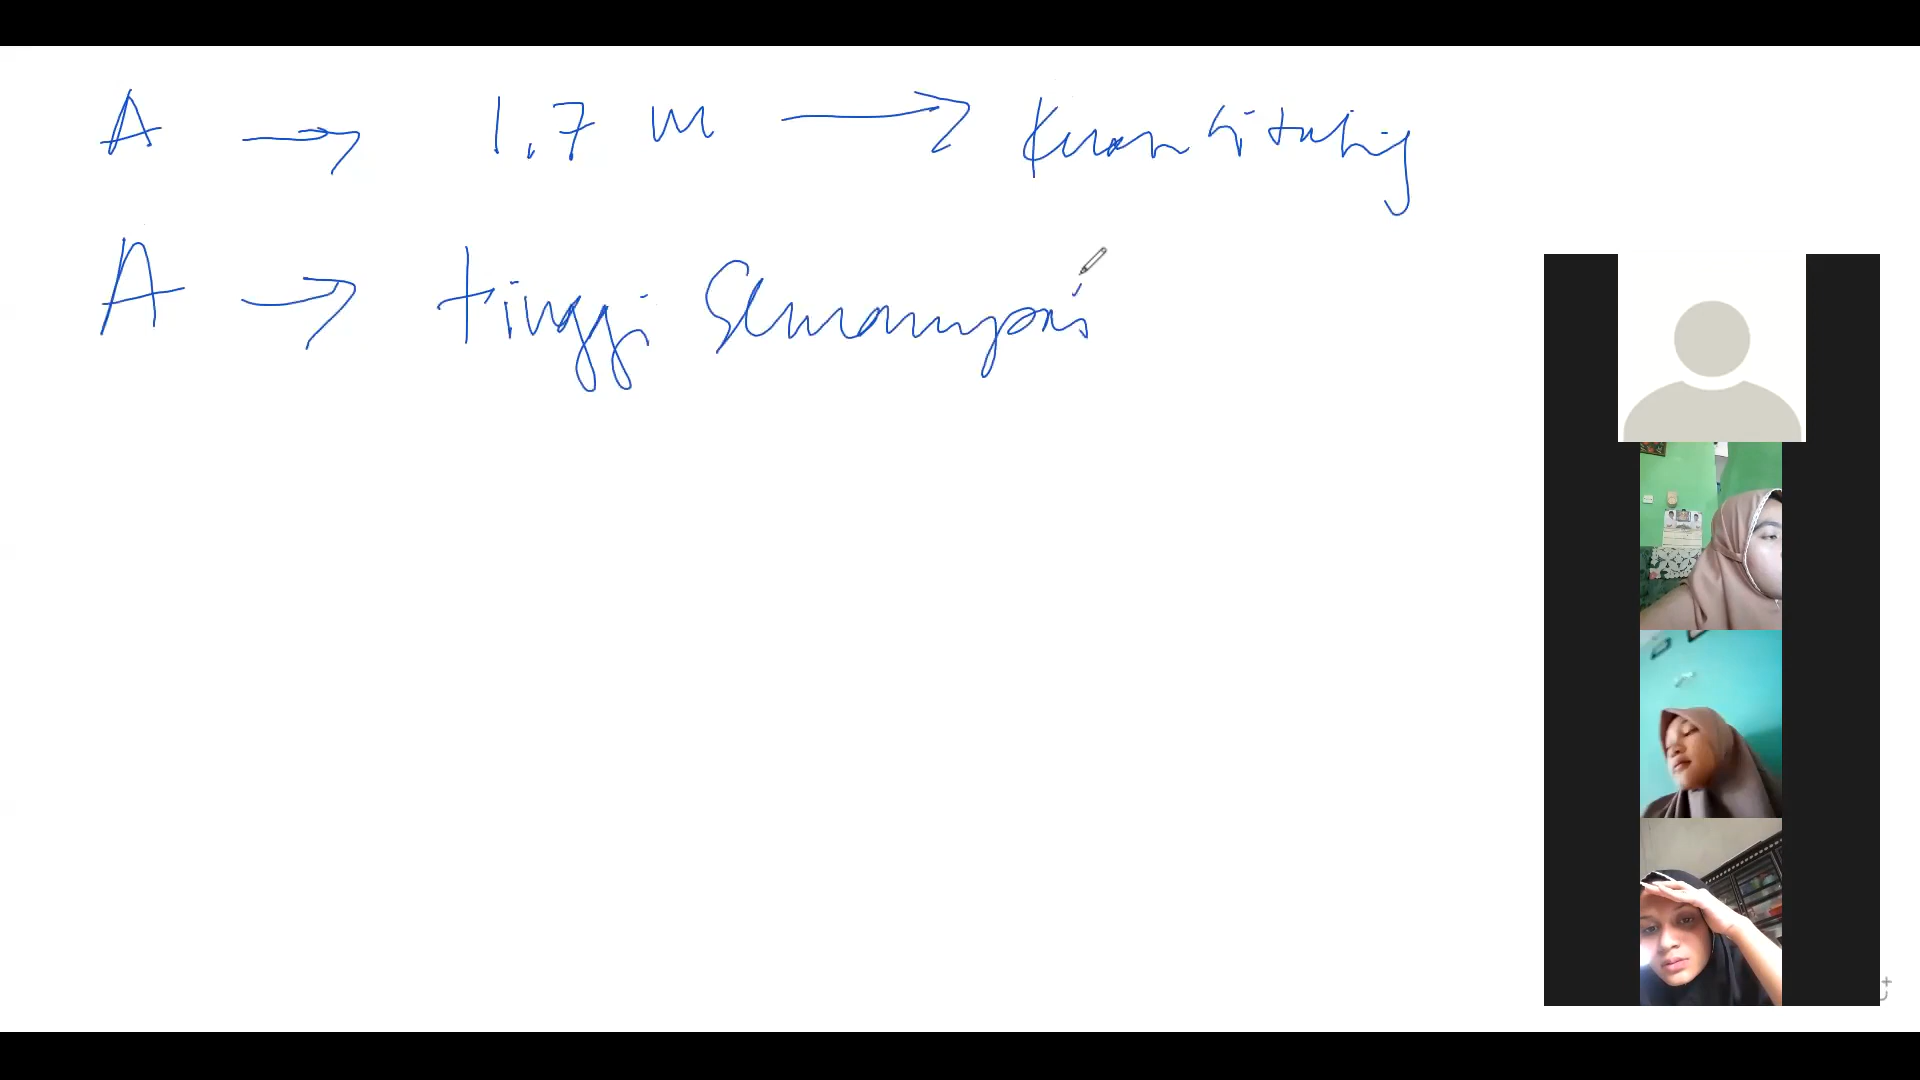 A → 1.7 m → Kuantitatif
A → tinggi semampai